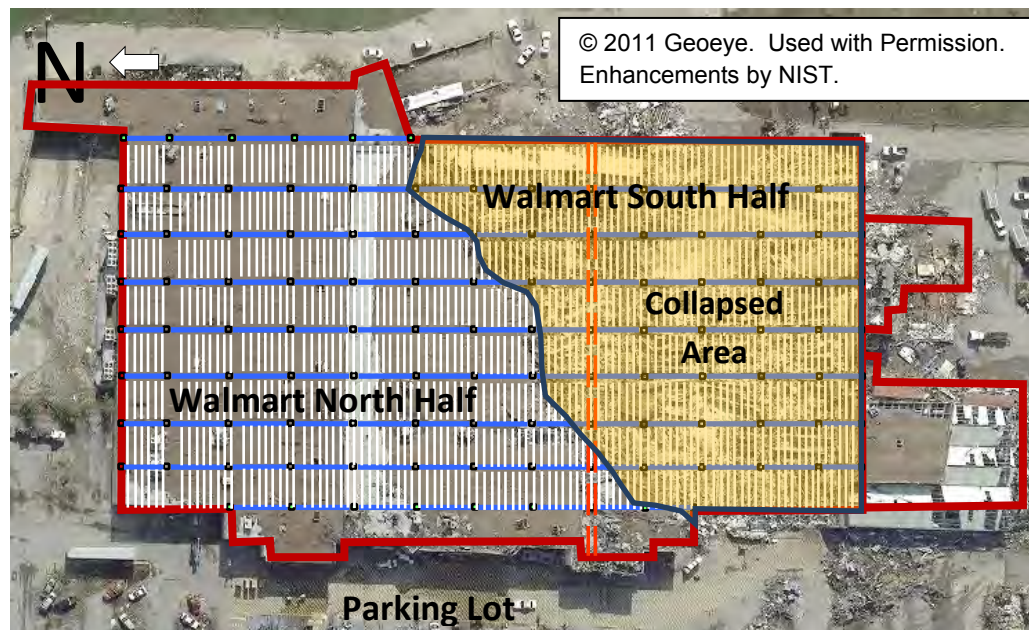 N
© 2011 Geoeye. Used with Permission.
Enhancements by NIST.
Walmart South Half
Collapsed
Area
Walmart North Half
Parking Lot